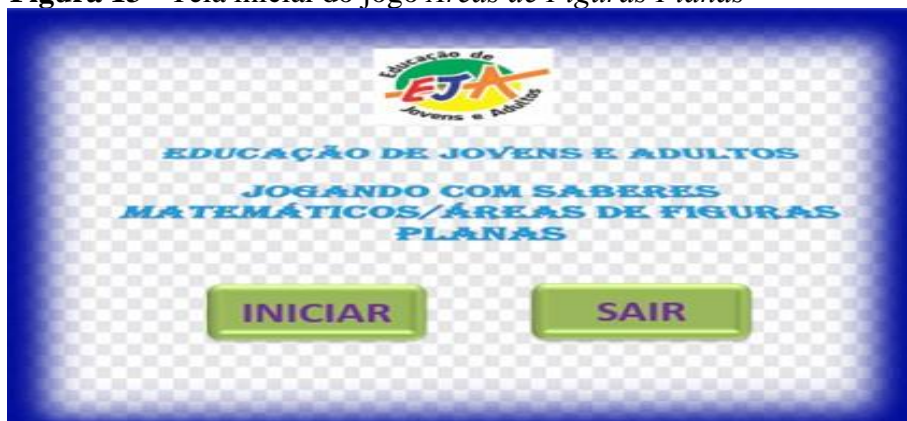 Figura 13 – Tela inicial do jogo Áreas de Figuras Planas
Educação de
EJA
Jovens e Adultos
EDUCAÇÃO DE JOVENS E ADULTOS
JOGANDO COM SABERES
MATEMÁTICOS/ÁREAS DE FIGURAS
PLANAS
INICIAR
SAIR